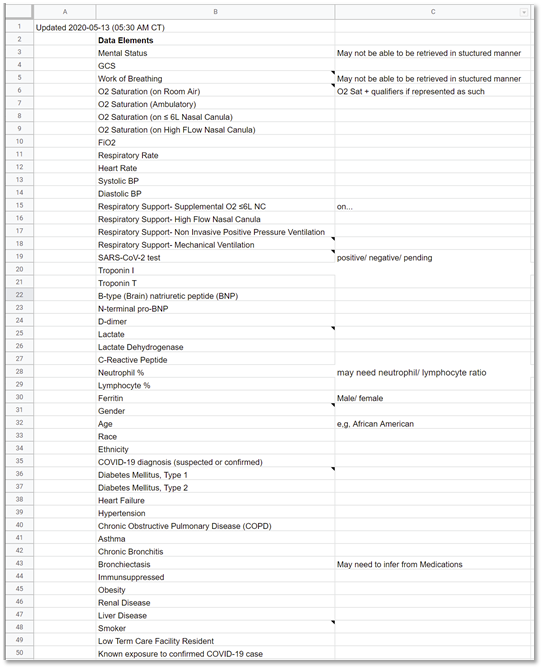 A B C
1 Updated 2020-05-13 (05:30 AM CT)
2 Data Elements
3 Mental Status May not be able to be retrieved in stuctured manner
4 GCS
5 Work of Breathing May not be able to be retrieved in stuctured manner
6 O2 Saturation (on Room Air) O2 Sat + qualifiers if represented as such
7 O2 Saturation (Ambulatory)
8 O2 Saturation (on ≤ 6L Nasal Canula)
9 O2 Saturation (on High FLow Nasal Canula)
10 FiO2
11 Respiratory Rate
12 Heart Rate
13 Systolic BP
14 Diastolic BP
15 Respiratory Support- Supplemental O2 ≤6L NC on...
16 Respiratory Support- High Flow Nasal Canula
17 Respiratory Support- Non Invasive Positive Pressure Ventilation
18 Respiratory Support- Mechanical Ventilation
19 SARS-CoV-2 test positive/ negative/ pending
20 Troponin I
21 Troponin T
22 B-type (Brain) natriuretic peptide (BNP)
23 N-terminal pro-BNP
24 D-dimer
25 Lactate
26 Lactate Dehydrogenase
27 C-Reactive Peptide
28 Neutrophil % may need neutrophil/ lymphocyte ratio
29 Lymphocyte %
30 Ferritin Male/ female
31 Gender
32 Age e.g, African American
33 Race
34 Ethnicity
35 COVID-19 diagnosis (suspected or confirmed)
36 Diabetes Mellitus, Type 1
37 Diabetes Mellitus, Type 2
38 Heart Failure
39 Hypertension
40 Chronic Obstructive Pulmonary Disease (COPD)
41 Asthma
42 Chronic Bronchitis
43 Bronchiectasis May need to infer from Medications
44 Immunsuppressed
45 Obesity
46 Renal Disease
47 Liver Disease
48 Smoker
49 Low Term Care Facility Resident
50 Known exposure to confirmed COVID-19 case